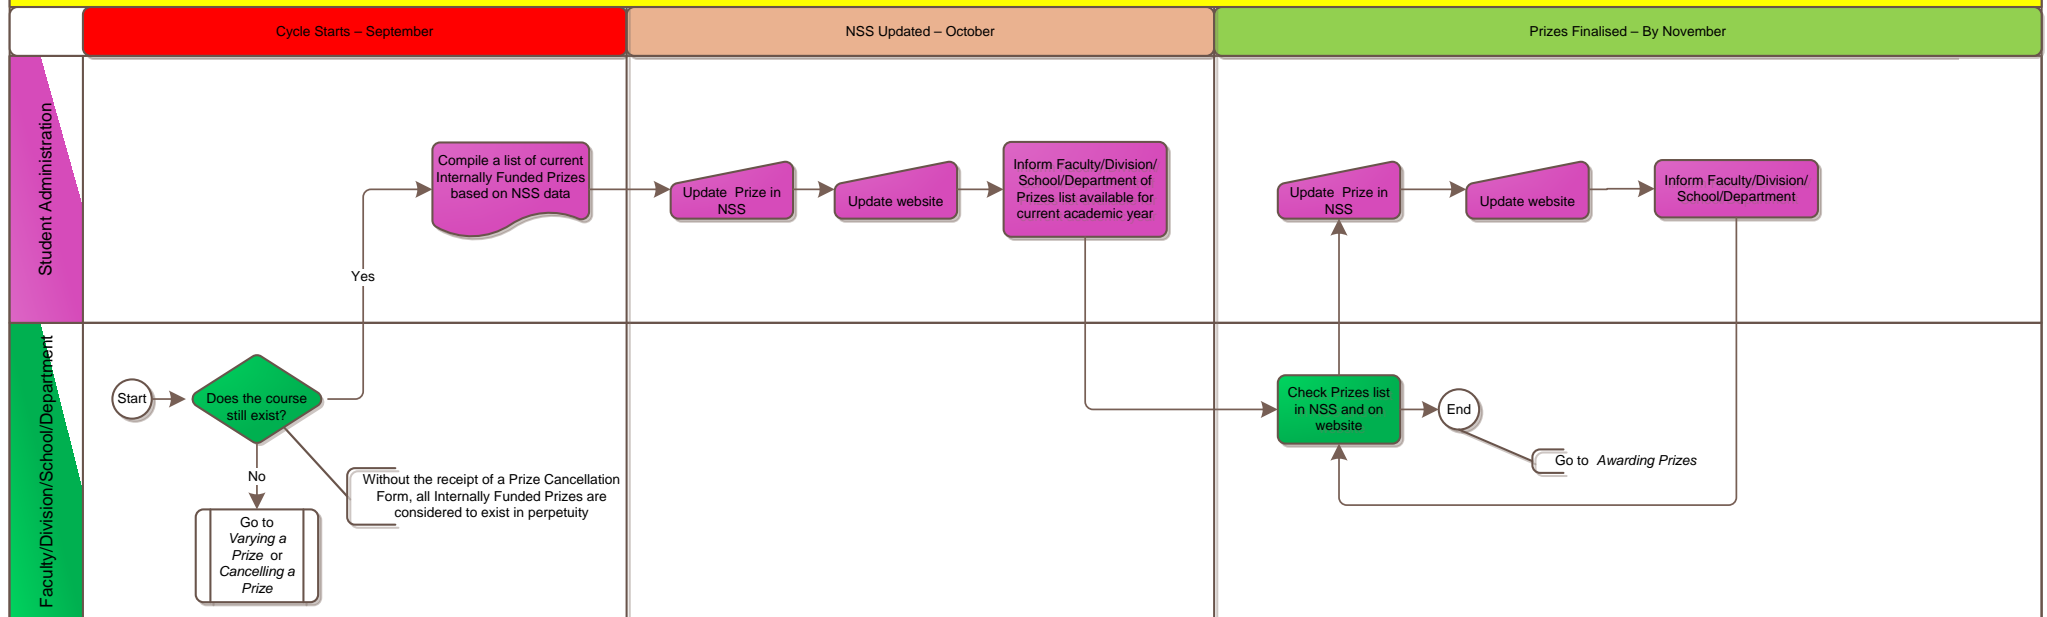 Cycle Starts – September
NSS Updated – October
Prizes Finalised – By November
Student Administration
Compile a list of current
Internally Funded Prizes
based on NSS data
Update Prize in
NSS
Update website
Inform Faculty/Division/
School/Department of
Prizes list available for
current academic year
Update Prize in
NSS
Update website
Inform Faculty/Division/
School/Department
Yes
Faculty/Division/School/Department
Start
Does the course
still exist?
No
Without the receipt of a Prize Cancellation
Form, all Internally Funded Prizes are
considered to exist in perpetuity
Go to
Varying a
Prize or
Cancelling a
Prize
Check Prizes list
in NSS and on
website
End
Go to Awarding Prizes